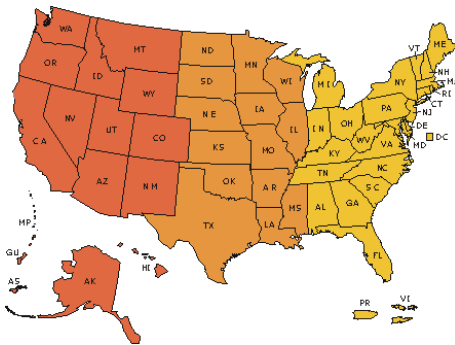 WA
MT
ND
MN
OR
ID
WY
SD
WI
MI
NV
UT
CO
NE
IA
CA
AZ
NM
KS
MO
IL
IN
OH
OK
AR
KY
WV
VA
TX
LA
MS
TN
NC
AL
GA
SC
FL
PA
NY
VT
ME
NH
M.
RI
CT
NJ
DE
DC
MD
MP
GU
AS
AK
HI
PR
VI